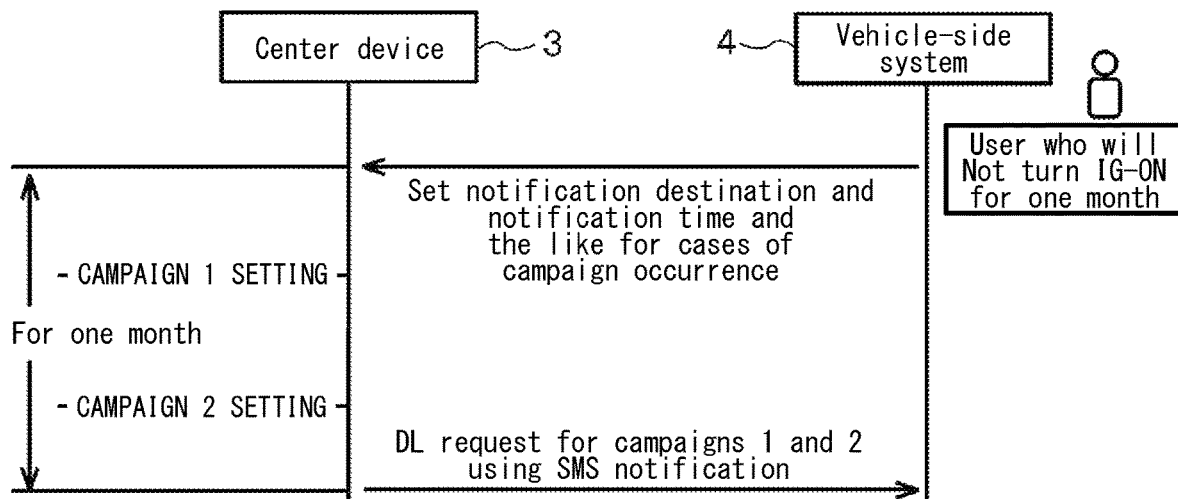 Center device
3
4
Vehicle-side
system
User who will
Not turn IG-ON
for one month
Set notification destination and
notification time and
the like for cases of
campaign occurrence
- CAMPAIGN 1 SETTING -
For one month
- CAMPAIGN 2 SETTING -
DL request for campaigns 1 and 2
using SMS notification